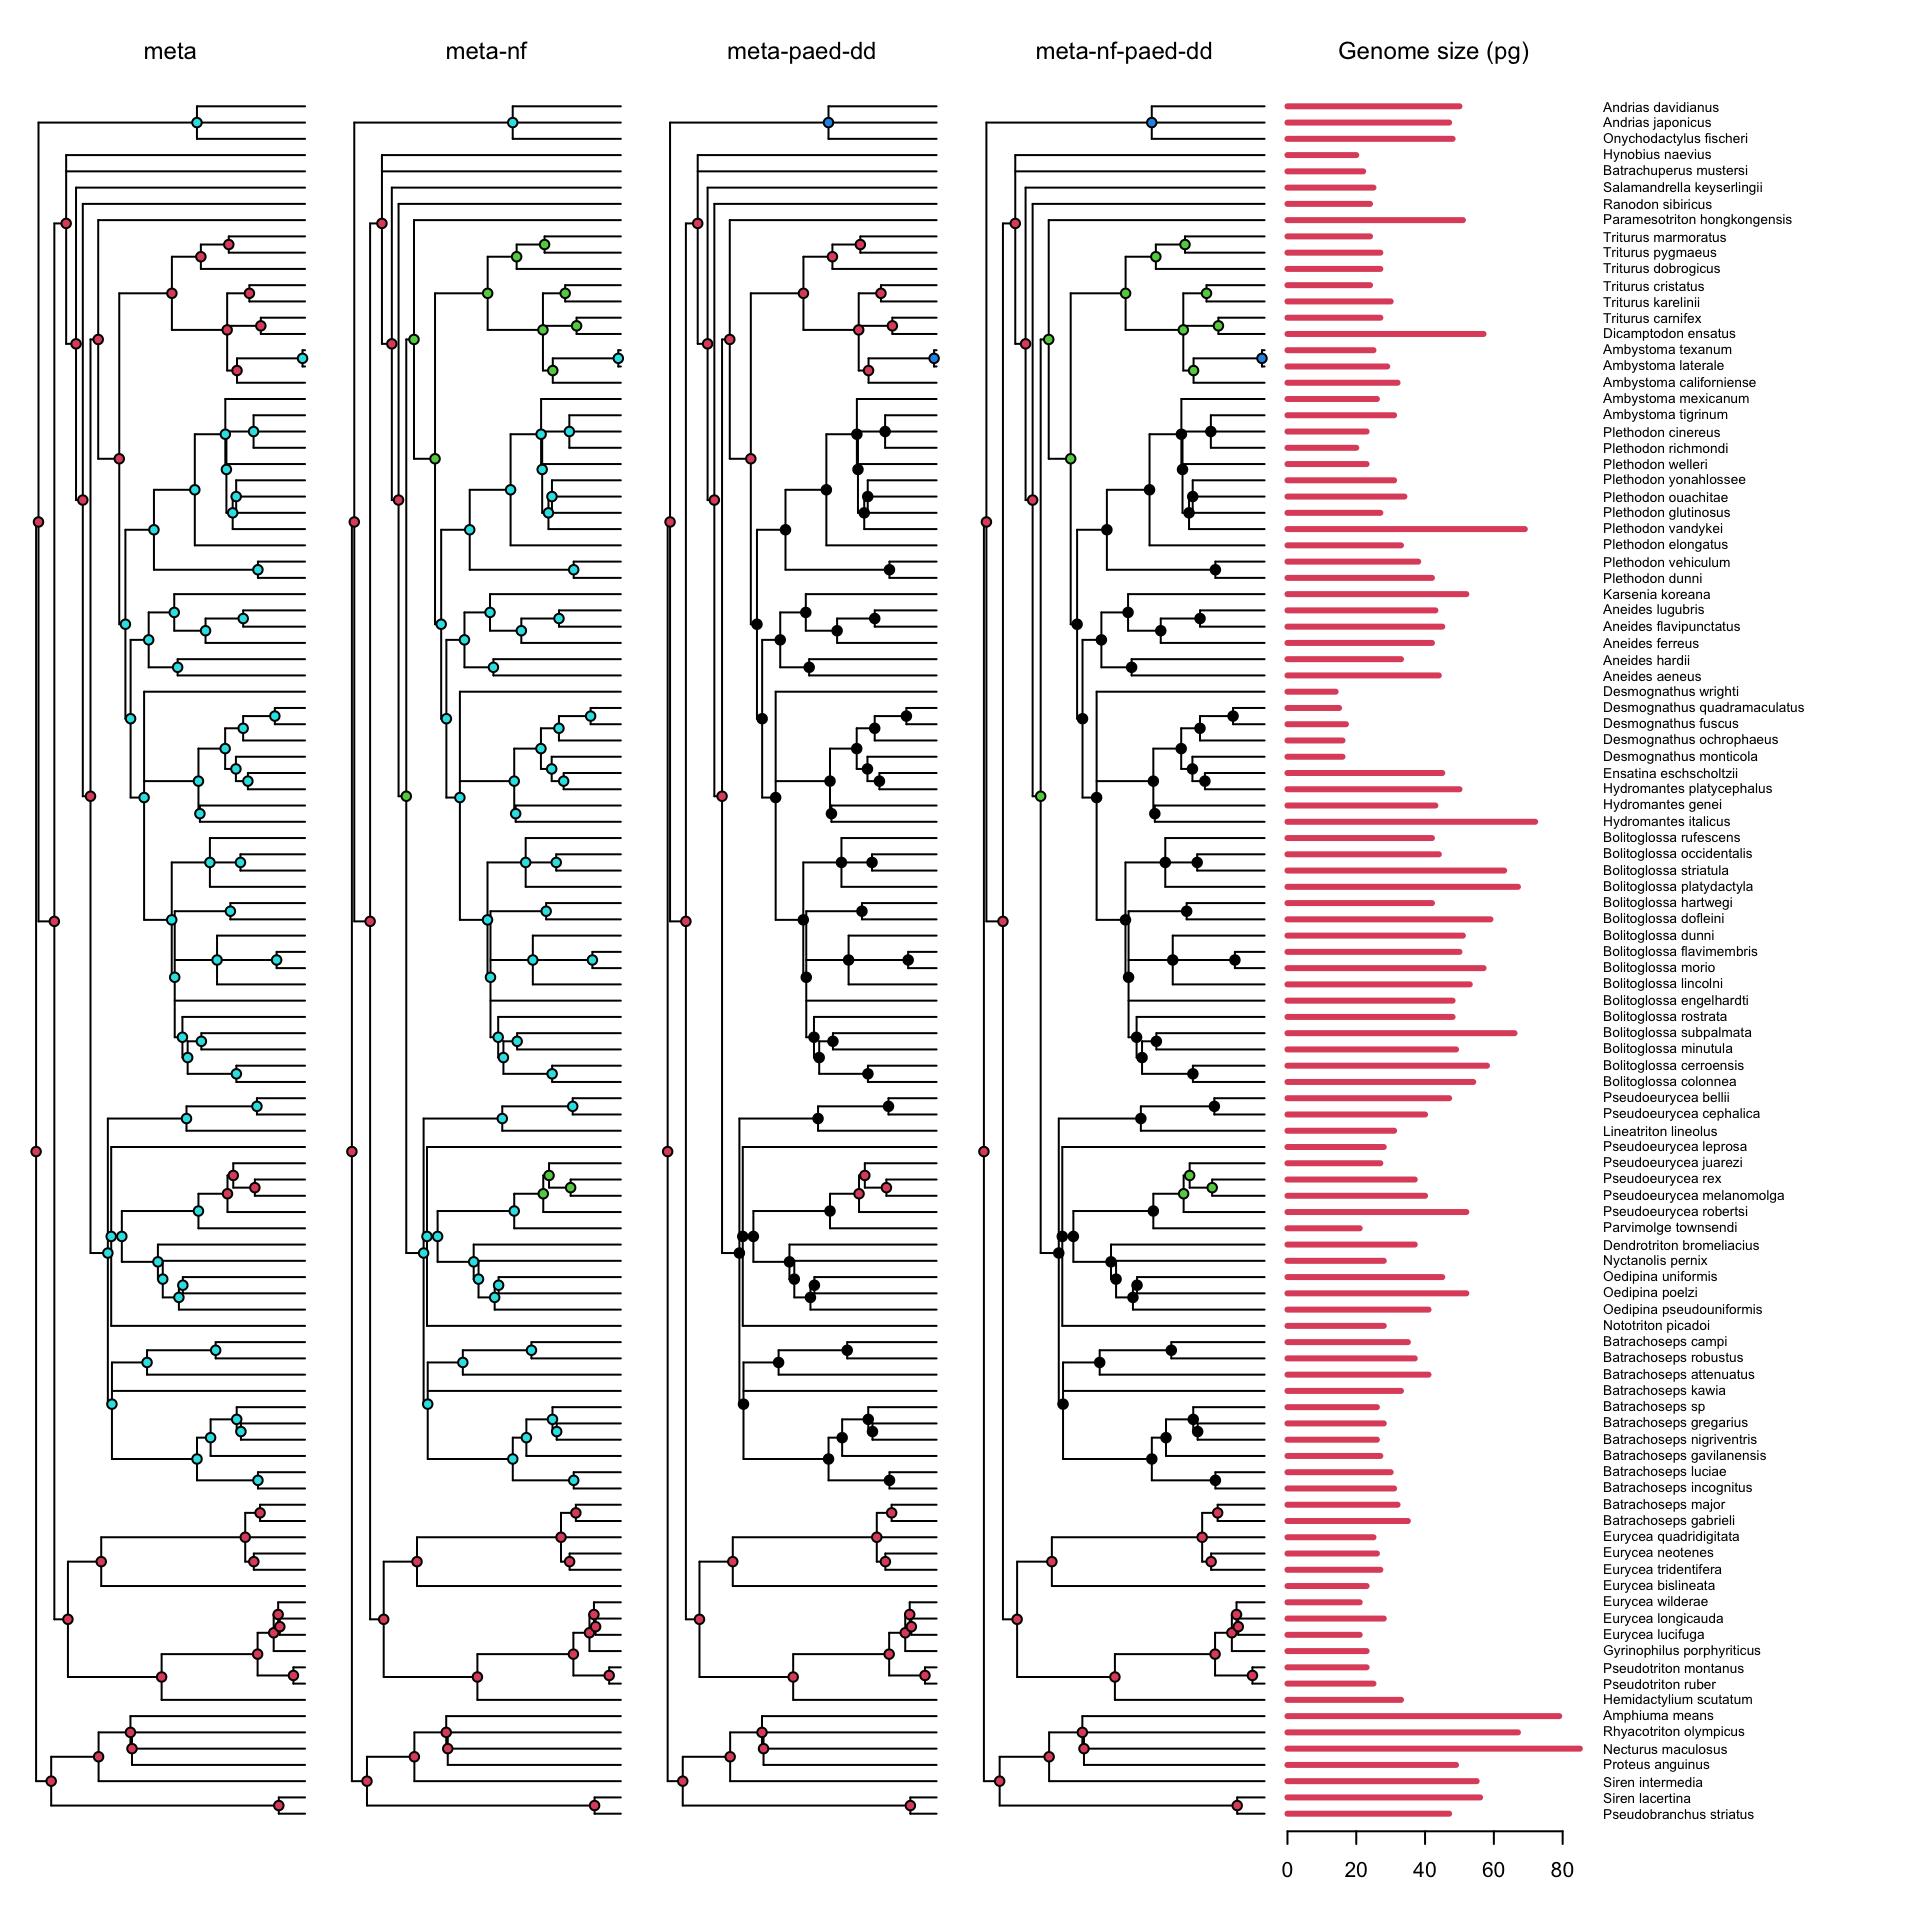 meta meta-nf meta-paed-dd meta-nf-paed-dd Genome size (pg)
Andrias davidianus
Andrias japonicus
Onychodactylus fischeri
Hynobius naevius
Batrachuperus mustersi
Salamandrella keyserlingii
Ranodon sibiricus
Paramesotriton hongkongensis
Triturus marmoratus
Triturus pygmaeus
Triturus dobrogicus
Triturus cristatus
Triturus karelinii
Triturus carnifex
Dicamptodon ensatus
Ambystoma texanum
Ambystoma laterale
Ambystoma californiense
Ambystoma mexicanum
Ambystoma tigrinum
Plethodon cinereus
Plethodon richmondi
Plethodon welleri
Plethodon yonahlossee
Plethodon ouachitae
Plethodon glutinosus
Plethodon vandykei
Plethodon elongatus
Plethodon vehiculum
Plethodon dunni
Karsenia koreana
Aneides lugubris
Aneides flavipunctatus
Aneides ferreus
Aneides hardii
Aneides aeneus
Desmognathus wrighti
Desmognathus quadramaculatus
Desmognathus fuscus
Desmognathus ochrophaeus
Desmognathus monticola
Ensatina eschscholtzii
Hydromantes platycephalus
Hydromantes genei
Hydromantes italicus
Bolitoglossa rufescens
Bolitoglossa occidentalis
Bolitoglossa striatula
Bolitoglossa platydactyla
Bolitoglossa hartwegi
Bolitoglossa dofleini
Bolitoglossa dunni
Bolitoglossa flavimembris
Bolitoglossa morio
Bolitoglossa lincolni
Bolitoglossa engelhardti
Bolitoglossa rostrata
Bolitoglossa subpalmata
Bolitoglossa minutula
Bolitoglossa cerroensis
Bolitoglossa colonnea
Pseudoeurycea bellii
Pseudoeurycea cephalica
Lineatriton lineolus
Pseudoeurycea leprosa
Pseudoeurycea juarezi
Pseudoeurycea rex
Pseudoeurycea melanomolga
Pseudoeurycea robertsi
Parvimolge townsendi
Dendrotriton bromeliacius
Nyctanolis pernix
Oedipina uniformis
Oedipina poelzi
Oedipina pseudouniformis
Nototriton picadoi
Batrachoseps campi
Batrachoseps robustus
Batrachoseps attenuatus
Batrachoseps kawia
Batrachoseps sp
Batrachoseps gregarius
Batrachoseps nigriventris
Batrachoseps gavilanensis
Batrachoseps luciae
Batrachoseps incognitus
Batrachoseps major
Batrachoseps gabrieli
Eurycea quadridigitata
Eurycea neotenes
Eurycea tridentifera
Eurycea bislineata
Eurycea wilderae
Eurycea longicauda
Eurycea lucifuga
Gyrinophilus porphyriticus
Pseudotriton montanus
Pseudotriton ruber
Hemidactylium scutatum
Amphiuma means
Rhyacotriton olympicus
Necturus maculosus
Proteus anguinus
Siren intermedia
Siren lacertina
Pseudobranchus striatus
0 20 40 60 80